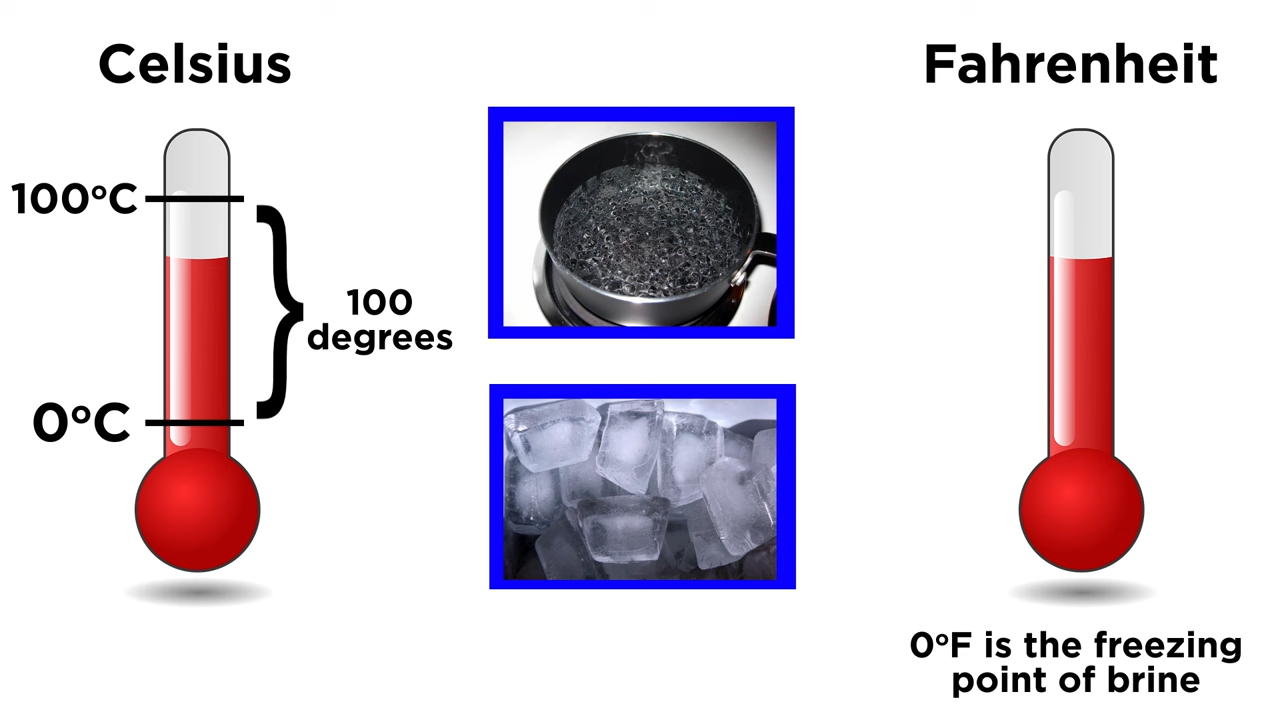 Celsius
Fahrenheit
100°C
100
degrees
0°C
0°F is the freezing
point of brine